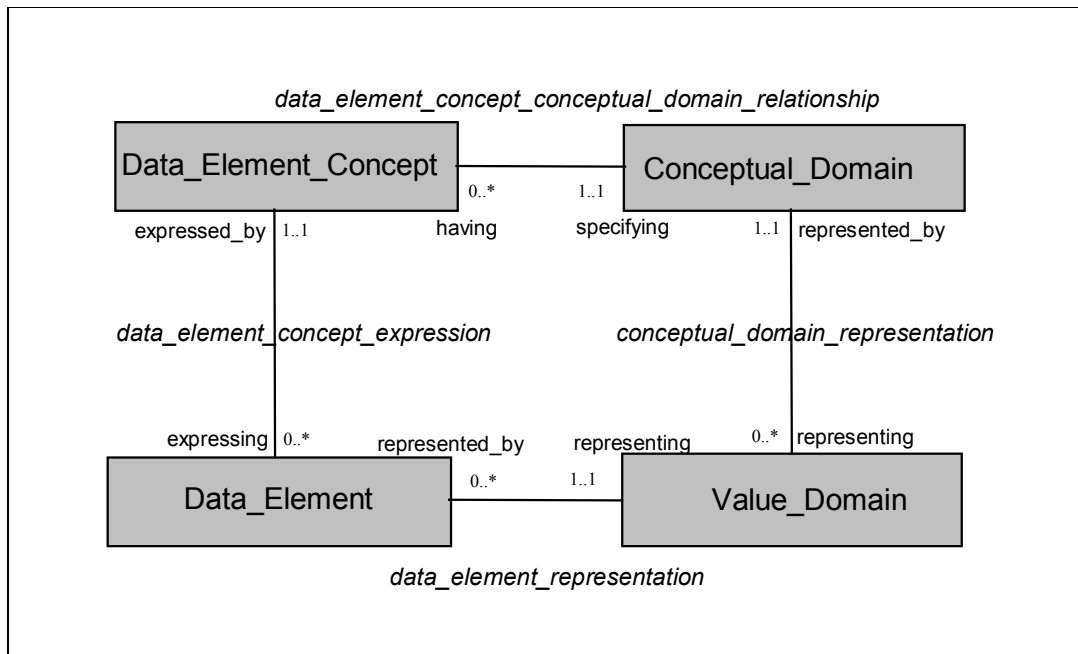 data_element_concept_conceptual_domain_relationship
Data_Element_Concept
Conceptual_Domain
0..*
1..1
expressed_by
1..1
having
specifying
1..1
represented_by
data_element_concept_expression
conceptual_domain_representation
expressing
0..*
represented_by
representing
0..*
representing
0..*
1..1
Data_Element
Value_Domain
data_element_representation